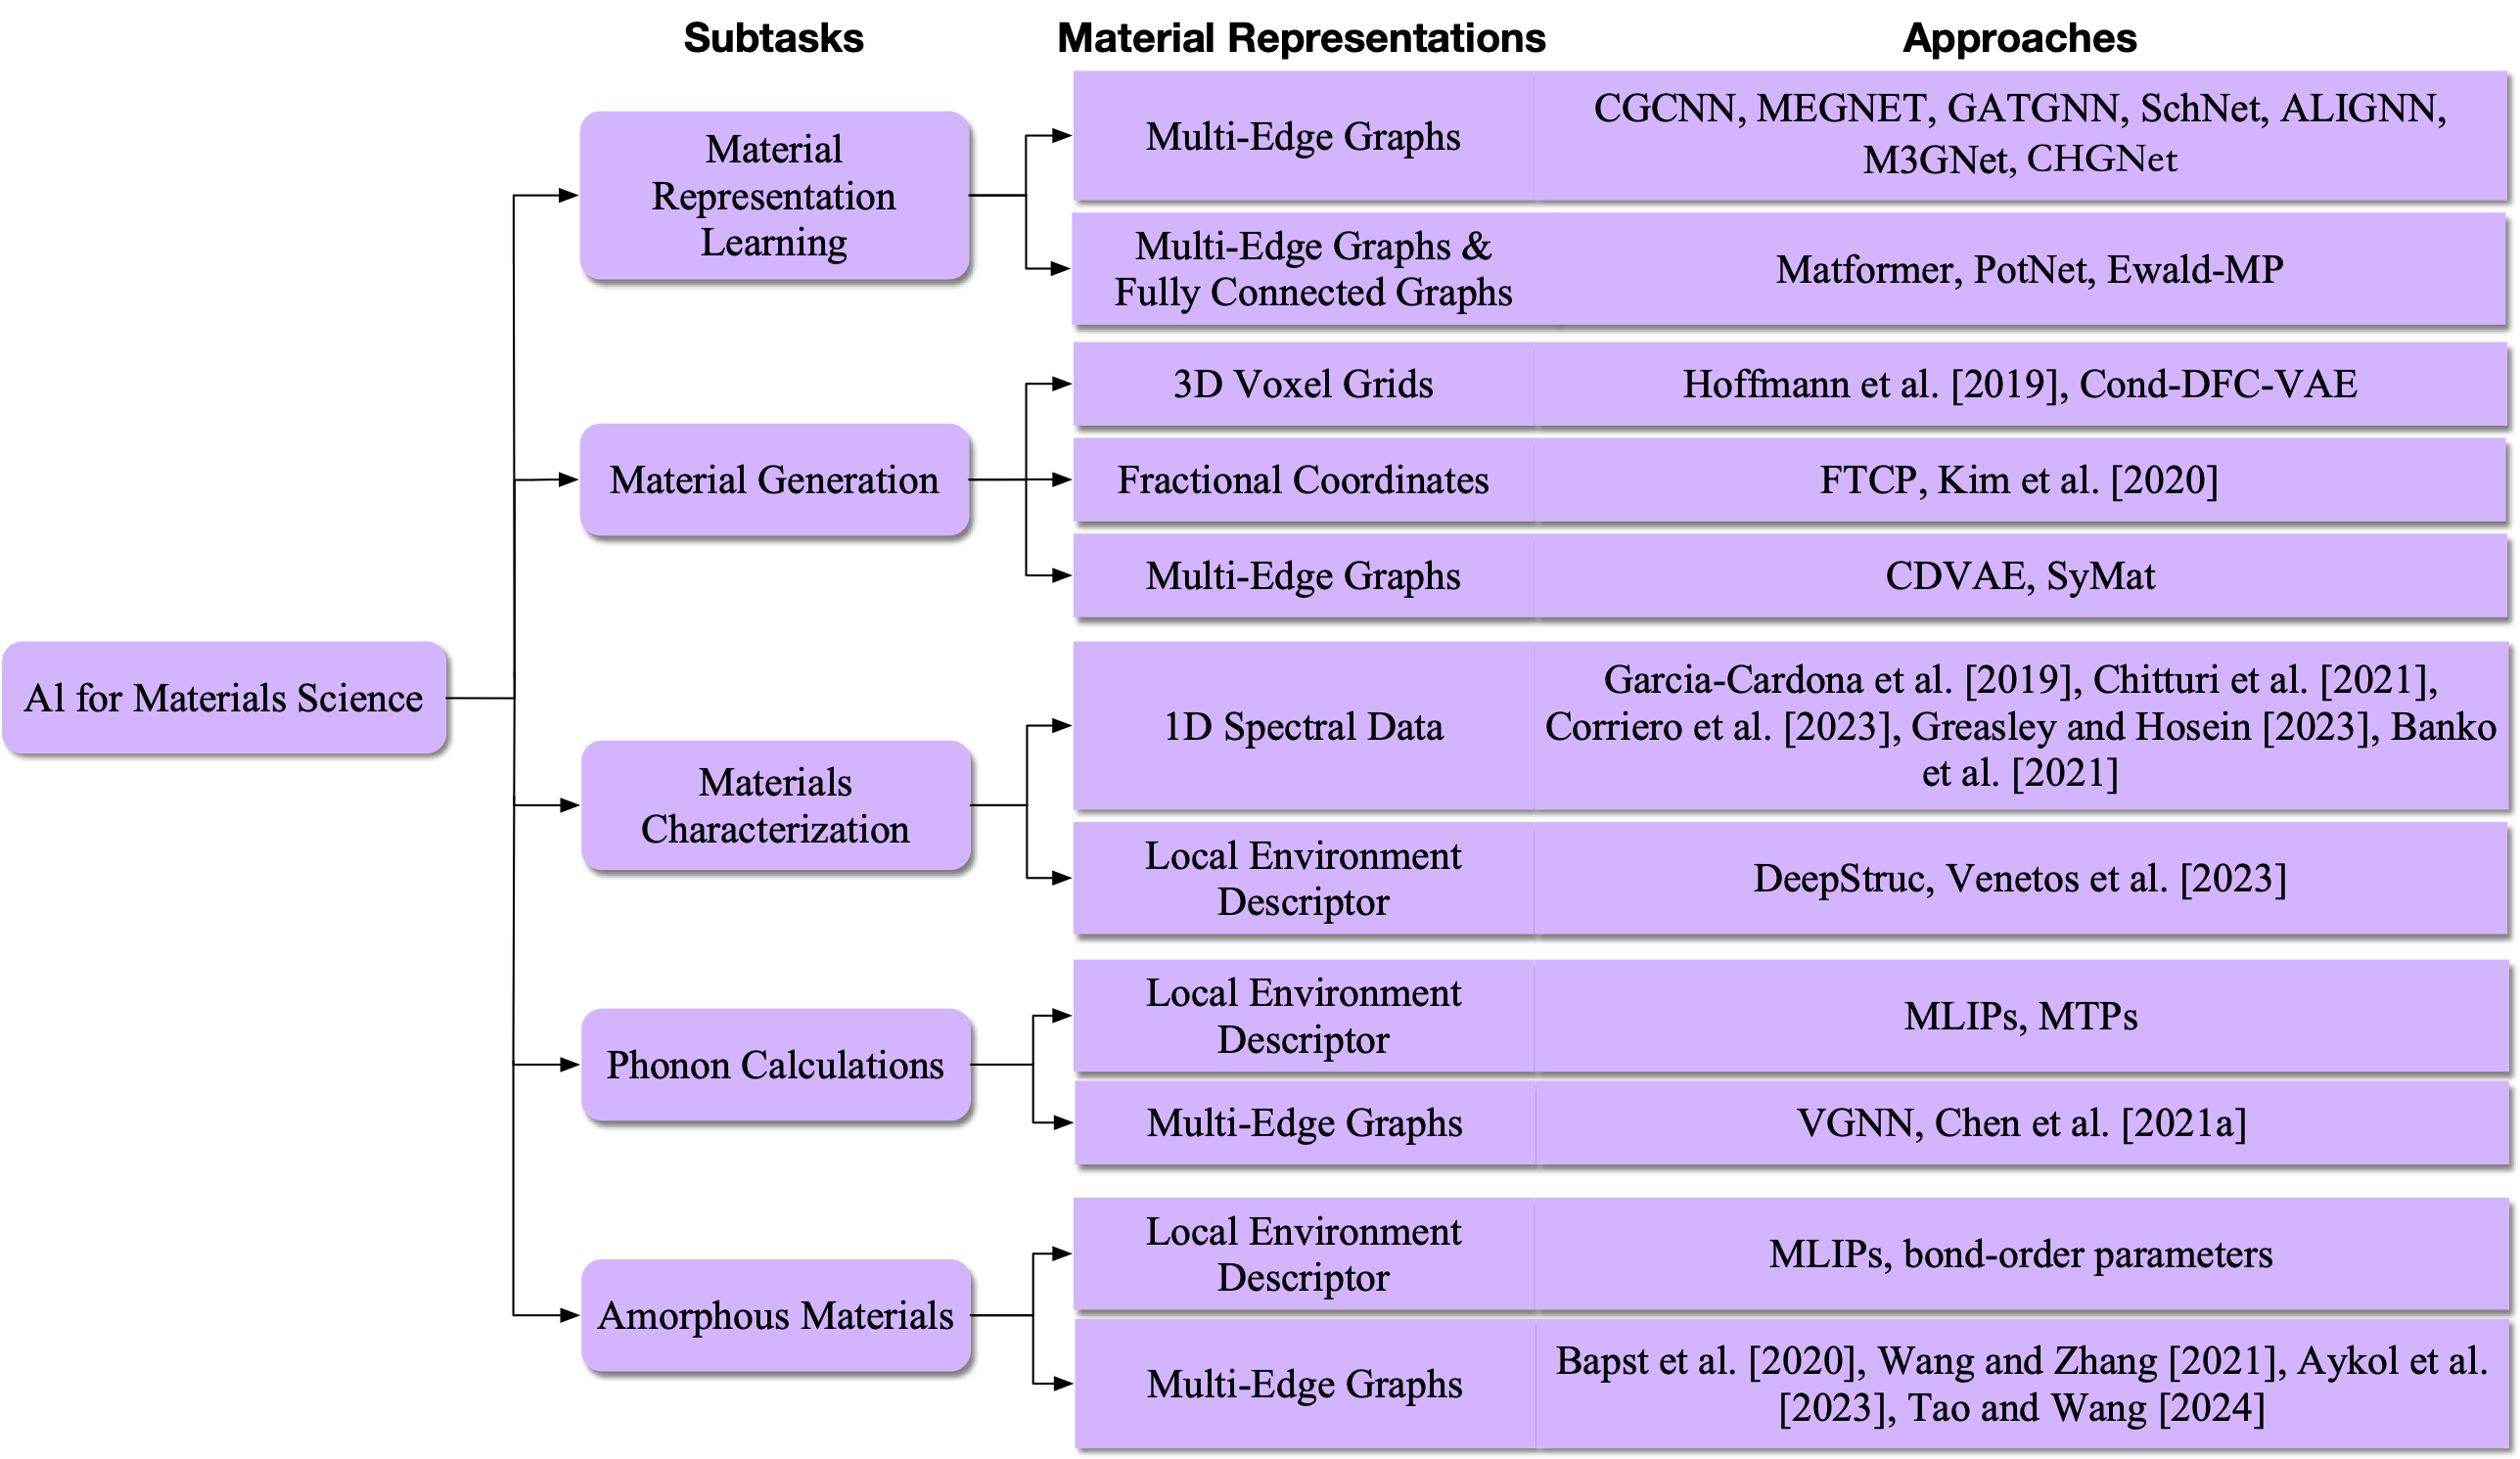 Subtasks
Material Representations
Approaches
Material
Representation
Learning
Multi-Edge Graphs
CGCNN, MEGNET, GATGNN, SchNet, ALIGNN,
M3GNet, CHGNet
Multi-Edge Graphs &
Fully Connected Graphs
Matformer, PotNet, Ewald-MP
Material Generation
3D Voxel Grids
Hoffmann et al. [2019], Cond-DFC-VAE
Fractional Coordinates
FTCP, Kim et al. [2020]
Multi-Edge Graphs
CDVAE, SyMat
AI for Materials Science
Materials
Characterization
1D Spectral Data
Garcia-Cardona et al. [2019], Chitturi et al. [2021],
Corriero et al. [2023], Greasley and Hosein [2023], Banko
et al. [2021]
Local Environment
Descriptor
DeepStruc, Venetos et al. [2023]
Phonon Calculations
Local Environment
Descriptor
MLIPs, MTPs
Multi-Edge Graphs
VGNN, Chen et al. [2021a]
Amorphous Materials
Local Environment
Descriptor
MLIPs, bond-order parameters
Multi-Edge Graphs
Bapst et al. [2020], Wang and Zhang [2021], Aykol et al.
[2023], Tao and Wang [2024]